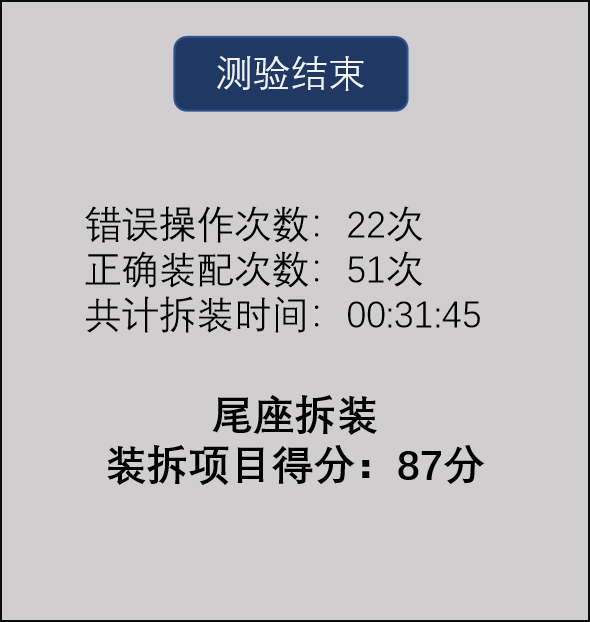 测验结束
错误操作次数：22次
正确装配次数：51次
共计拆装时间：00:31:45
尾座拆装
装拆项目得分：87分